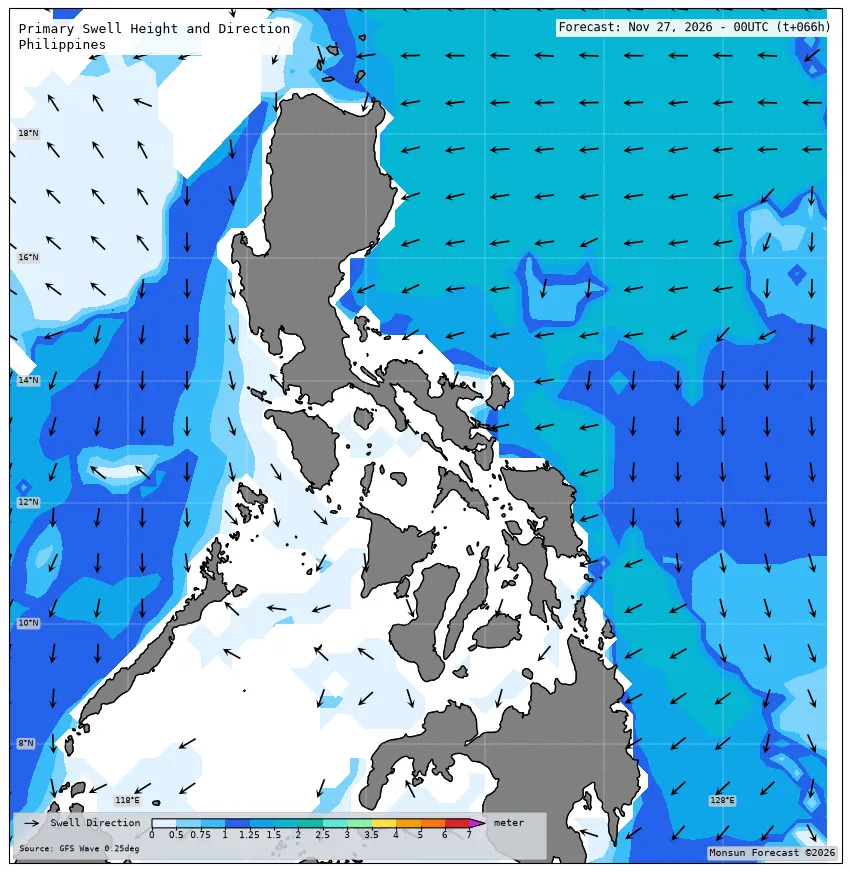 Primary Swell Height and Direction
Philippines
Forecast: Nov 27, 2026 - 00UTC (t+066h)
18°N
16°N
14°N
12°N
10°N
8°N
118°E
128°E
Swell Direction
0 0.5 0.75 1 1.25 1.5 2 2.5 3 3.5 4 5 6 7
meter
Source: GFS Wave 0.25deg
Monsun Forecast ©2026